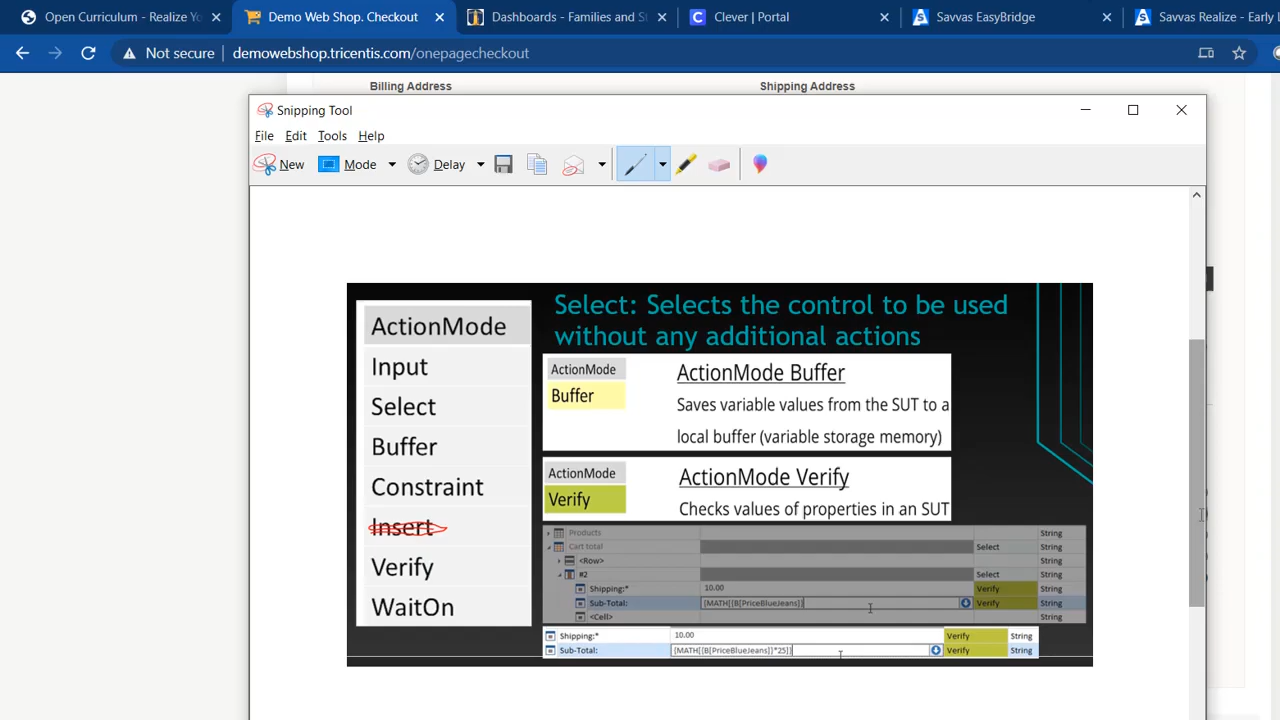 Open Curriculum - Realize Yo
Demo Web Shop. Checkout
Dashboards - Families and St
Clever | Portal
Savvas EasyBridge
Savvas Realize - Early L
Not secure
demowebshop.tricentis.com/onepagecheckout
Billing Address
Shipping Address
Snipping Tool
File Edit Tools Help
New Mode Delay
ActionMode
Input
Select
Buffer
Constraint
Insert
Verify
WaitOn
Select: Selects the control to be used
without any additional actions
ActionMode
Buffer
ActionMode Buffer
Saves variable values from the SUT to a
local buffer (variable storage memory)
ActionMode
Verify
ActionMode Verify
Checks values of properties in an SUT
Products String
Cart total Select String
<Row> String
#2 Select String
Shipping:* 10.00 Verify String
Sub-Total: {MATH[{B[PriceBlueJeans]} Verify String
<Cell> String
Shipping:* 10.00 Verify String
Sub-Total: {MATH[{B[PriceBlueJeans]}*25]} Verify String